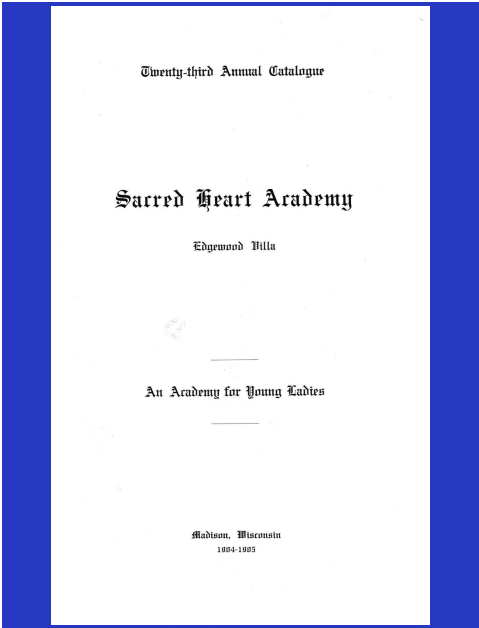 Twenty-third Annual Catalogue
Sacred Heart Academy
Edgewood Villa
An Academy for Young Ladies
Madison, Wisconsin
1904-1905